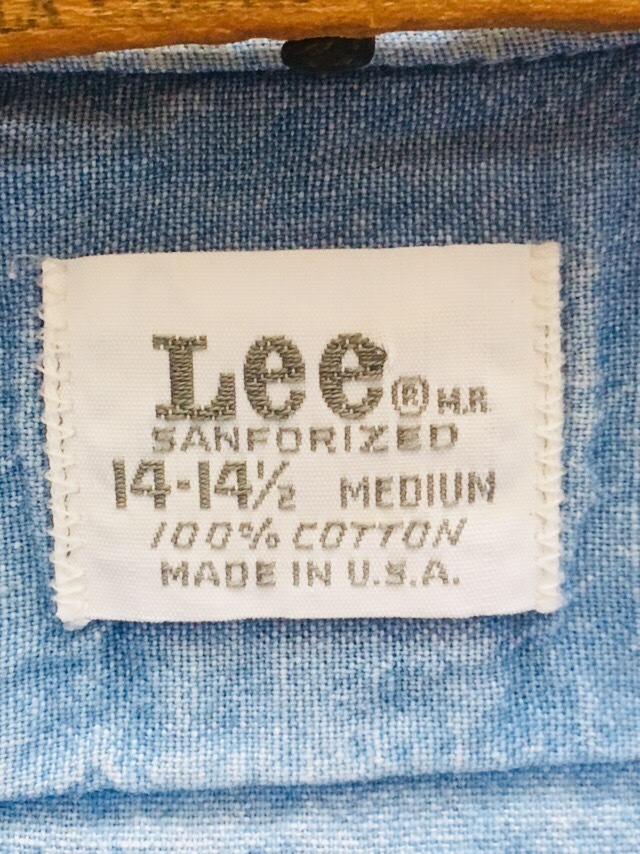 Lee ® M.R.
SANFORIZED
14-14½ MEDIUM
100% COTTON
MADE IN U.S.A.